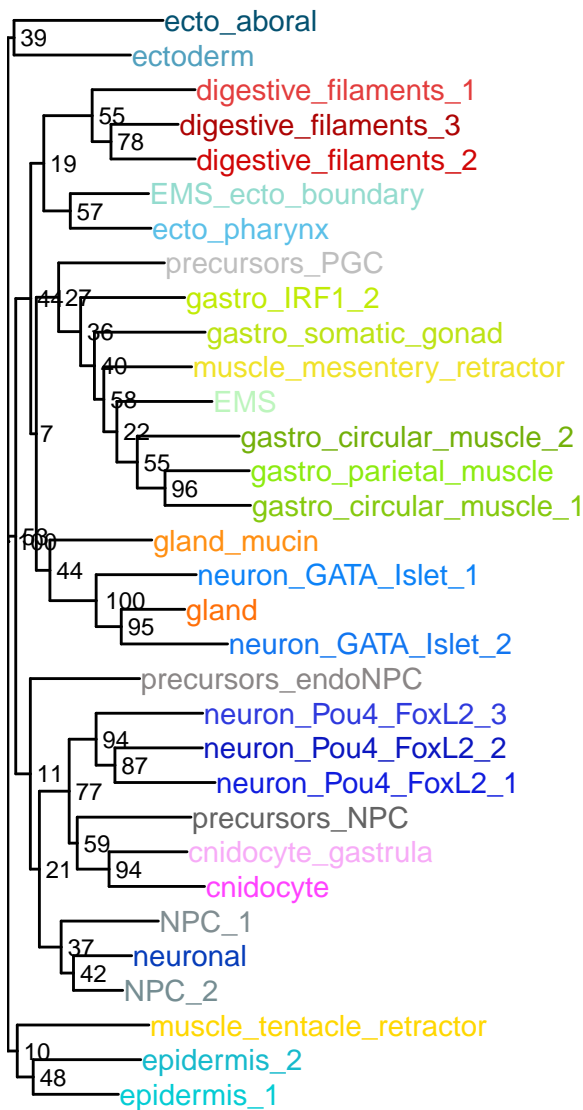 ecto_aboral
39
ectoderm
digestive_filaments_1
55
digestive_filaments_3
78
digestive_filaments_2
19
EMS_ecto_boundary
57
ecto_pharynx
precursors_PGC
44
27
gastro_IRF1_2
36
gastro_somatic_gonad
40
muscle_mesentery_retractor
58
EMS
7
22
gastro_circular_muscle_2
55
gastro_parietal_muscle
96
gastro_circular_muscle_1
100
gland_mucin
44
neuron_GATA_Islet_1
100
gland
95
neuron_GATA_Islet_2
precursors_endoNPC
neuron_Pou4_FoxL2_3
94
neuron_Pou4_FoxL2_2
87
11
77
neuron_Pou4_FoxL2_1
precursors_NPC
59
cnidocyte_gastrula
21
94
cnidocyte
NPC_1
37
neuronal
42
NPC_2
muscle_tentacle_retractor
10
epidermis_2
48
epidermis_1